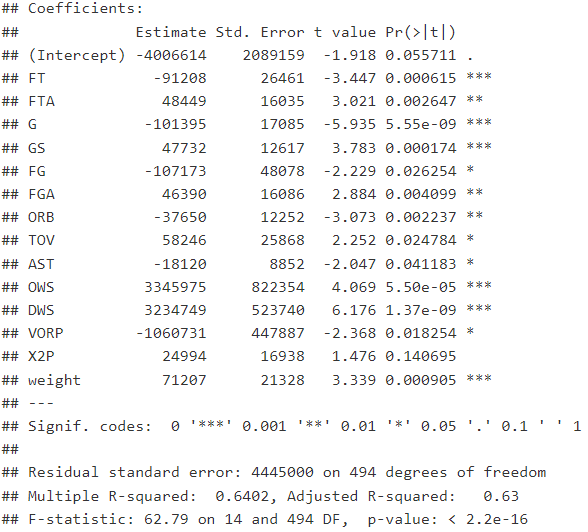 ## Coefficients:
##              Estimate Std. Error t value Pr(>|t|)
## (Intercept) -4006614    2089159  -1.918 0.055711 .
## FT            -91208      26461  -3.447 0.000615 ***
## FTA            48449      16035   3.021 0.002647 **
## G            -101395      17085  -5.935 5.55e-09 ***
## GS             47732      12617   3.783 0.000174 ***
## FG           -107173      48078  -2.229 0.026254 *
## FGA            46390      16086   2.884 0.004099 **
## ORB           -37650      12252  -3.073 0.002237 **
## TOV            58246      25868   2.252 0.024784 *
## AST           -18120       8852  -2.047 0.041183 *
## OWS          3345975     822354   4.069 5.50e-05 ***
## DWS          3234749     523740   6.176 1.37e-09 ***
## VORP        -1060731     447887  -2.368 0.018254 *
## X2P            24994      16938   1.476 0.140695
## weight         71207      21328   3.339 0.000905 ***
## ---
## Signif. codes:  0 '***' 0.001 '**' 0.01 '*' 0.05 '.' 0.1 ' ' 1
##
## Residual standard error: 4445000 on 494 degrees of freedom
## Multiple R-squared:  0.6402, Adjusted R-squared:   0.63
## F-statistic: 62.79 on 14 and 494 DF,  p-value: < 2.2e-16